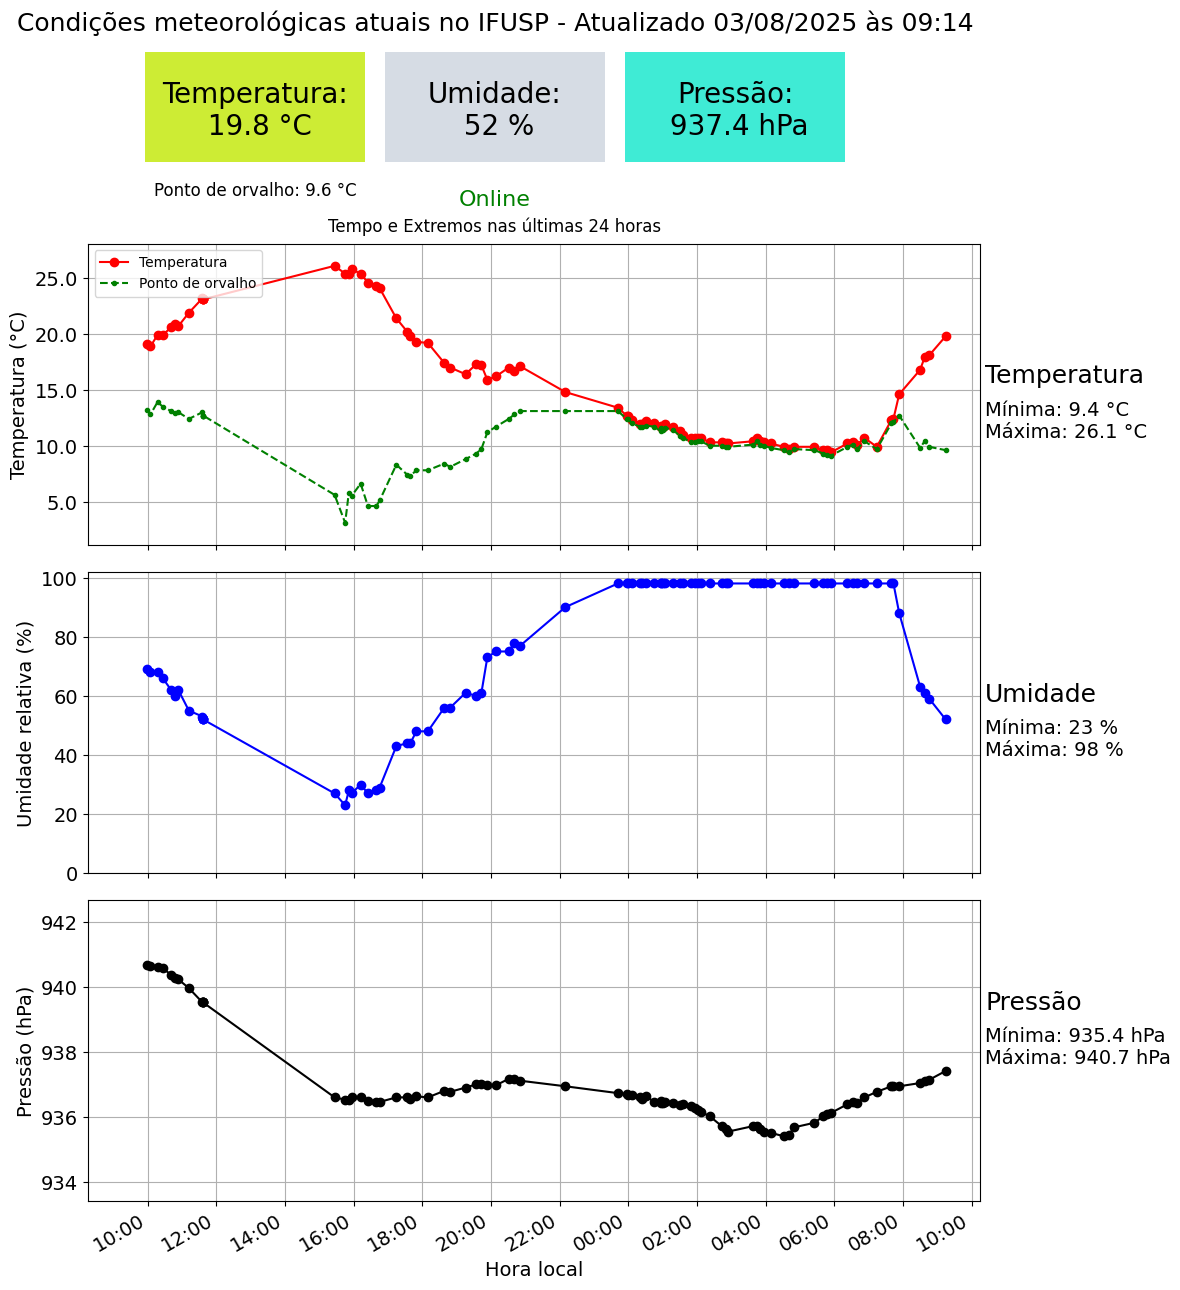 Condições meteorológicas atuais no IFUSP - Atualizado 03/08/2025 às 09:14
Temperatura:
19.8 °C
Umidade:
52 %
Pressão:
937.4 hPa
Ponto de orvalho: 9.6 °C
Online
Tempo e Extremos nas últimas 24 horas
Temperatura
Ponto de orvalho
Temperatura (°C)
25.0
20.0
15.0
10.0
5.0
Temperatura
Mínima: 9.4 °C
Máxima: 26.1 °C
Umidade relativa (%)
100
80
60
40
20
0
Umidade
Mínima: 23 %
Máxima: 98 %
Pressão (hPa)
942
940
938
936
934
Pressão
Mínima: 935.4 hPa
Máxima: 940.7 hPa
10:00
12:00
14:00
16:00
18:00
20:00
22:00
00:00
02:00
04:00
06:00
08:00
10:00
Hora local